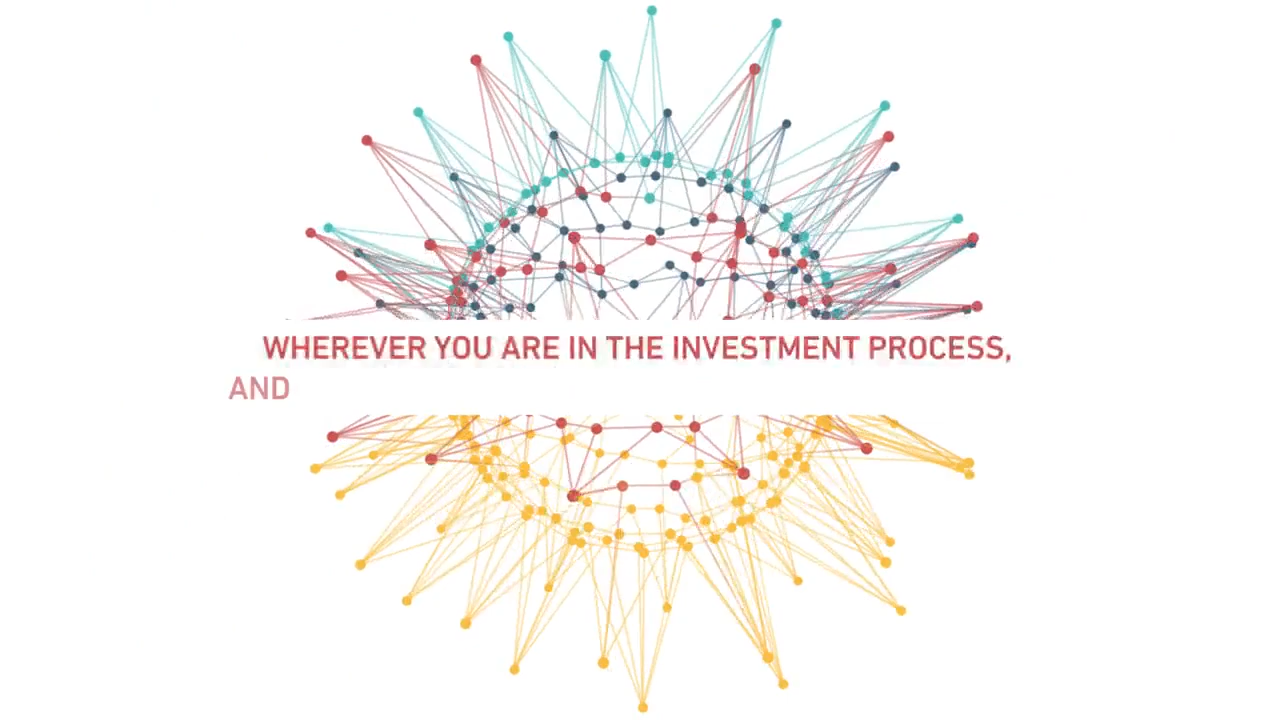 WHEREVER YOU ARE IN THE INVESTMENT PROCESS,
AND